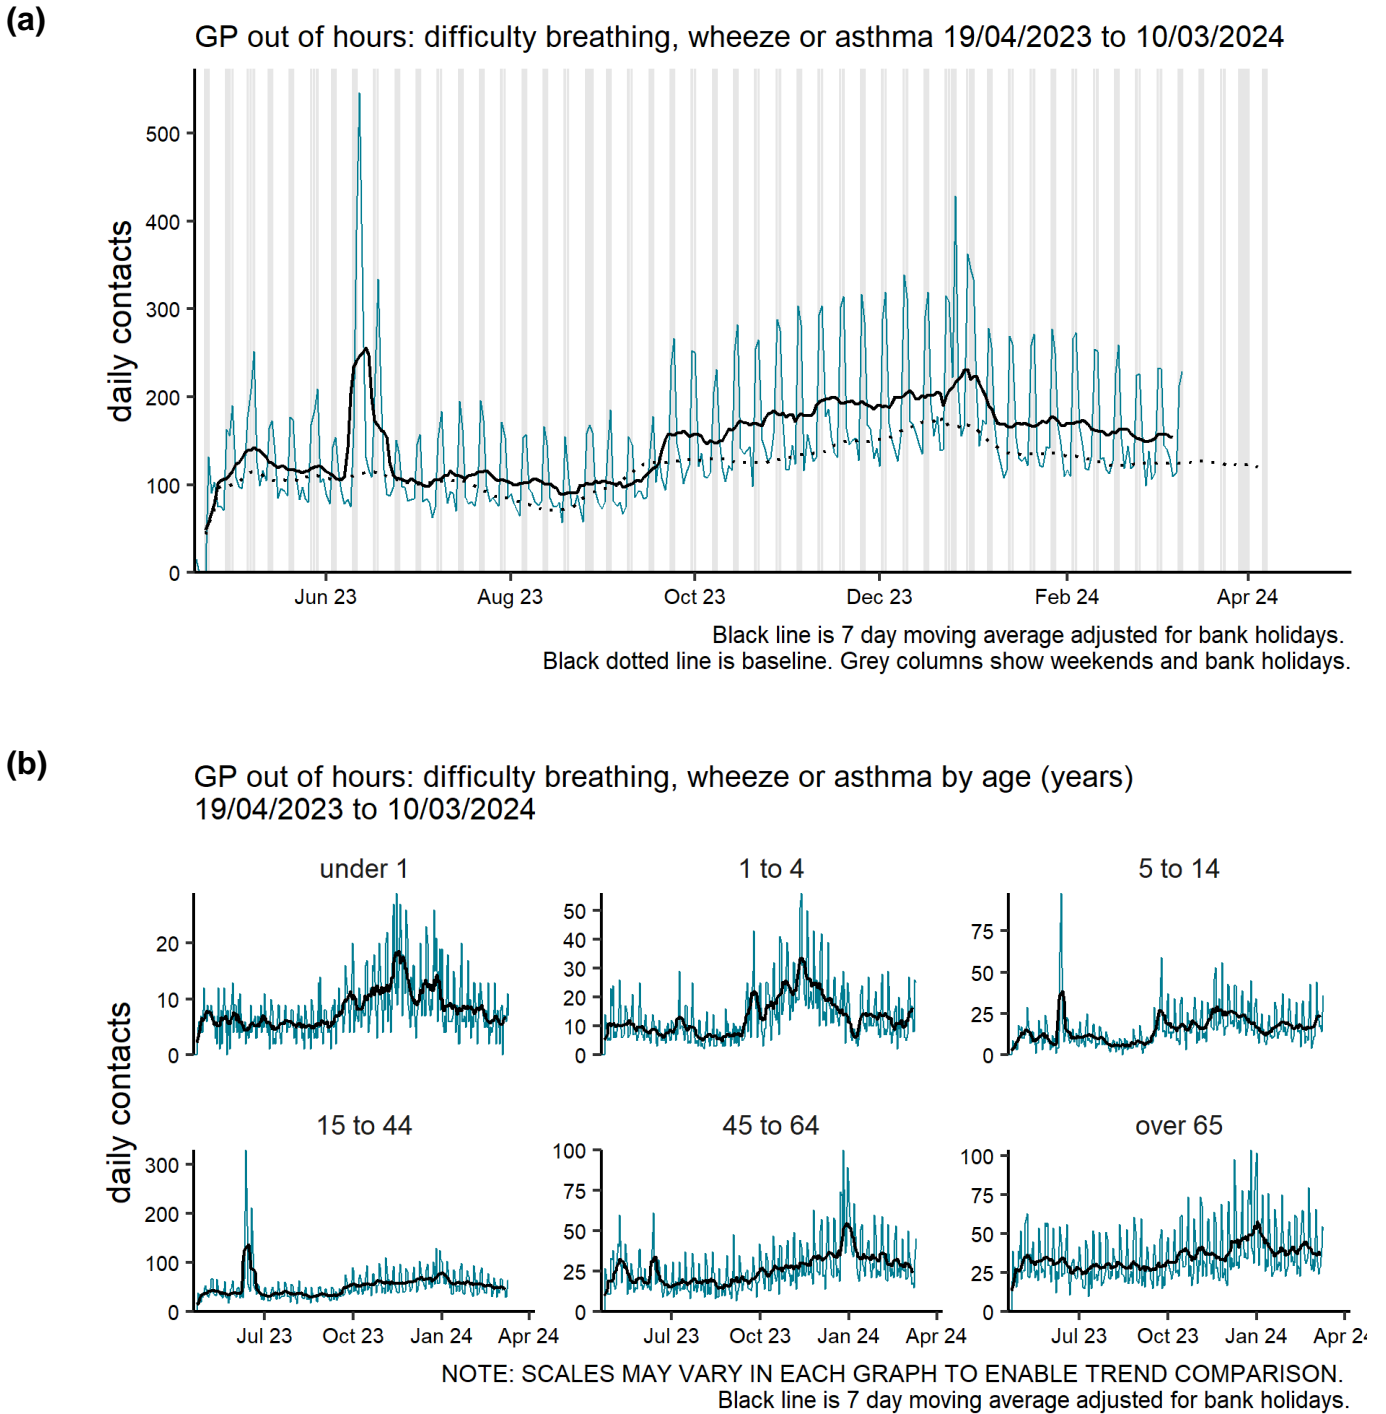 (a)
GP out of hours: difficulty breathing, wheeze or asthma 19/04/2023 to 10/03/2024
daily contacts
500
400
300
200
100
0
Jun 23 Aug 23 Oct 23 Dec 23 Feb 24 Apr 24
Black line is 7 day moving average adjusted for bank holidays.
Black dotted line is baseline. Grey columns show weekends and bank holidays.
(b)
GP out of hours: difficulty breathing, wheeze or asthma by age (years)
19/04/2023 to 10/03/2024
daily contacts
under 1
20
10
0
1 to 4
50
40
30
20
10
0
5 to 14
75
50
25
0
15 to 44
300
200
100
0
Jul 23 Oct 23 Jan 24 Apr 24
45 to 64
100
75
50
25
0
Jul 23 Oct 23 Jan 24 Apr 24
over 65
100
75
50
25
0
Jul 23 Oct 23 Jan 24 Apr 2
NOTE: SCALES MAY VARY IN EACH GRAPH TO ENABLE TREND COMPARISON.
Black line is 7 day moving average adjusted for bank holidays.